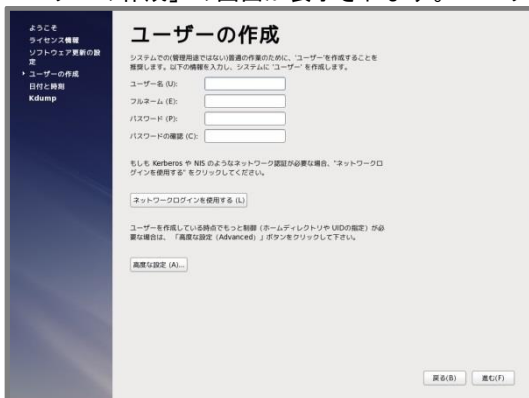 ようこそ
ライセンス情報
ソフトウェア更新の設
定
ユーザーの作成
日付と時刻
Kdump
ユーザーの作成
システムでの(管理用途ではない)普通の作業のために、'ユーザー'を作成することを
推奨します。以下の情報を入力し、システムに 'ユーザー' を作成します。
ユーザー名 (U):
フルネーム (E):
パスワード (P):
パスワードの確認 (C):
もしも Kerberos や NIS のようなネットワーク認証が必要な場合、'ネットワークロ
グインを使用する' をクリックしてください。
ネットワークログインを使用する (L)
ユーザーを作成している時点でもっと制御（ホームディレクトリや UIDの指定）が必
要な場合は、「高度な設定（Advanced）」ボタンをクリックして下さい。
高度な設定 (A)...
戻る(B)
進む(F)